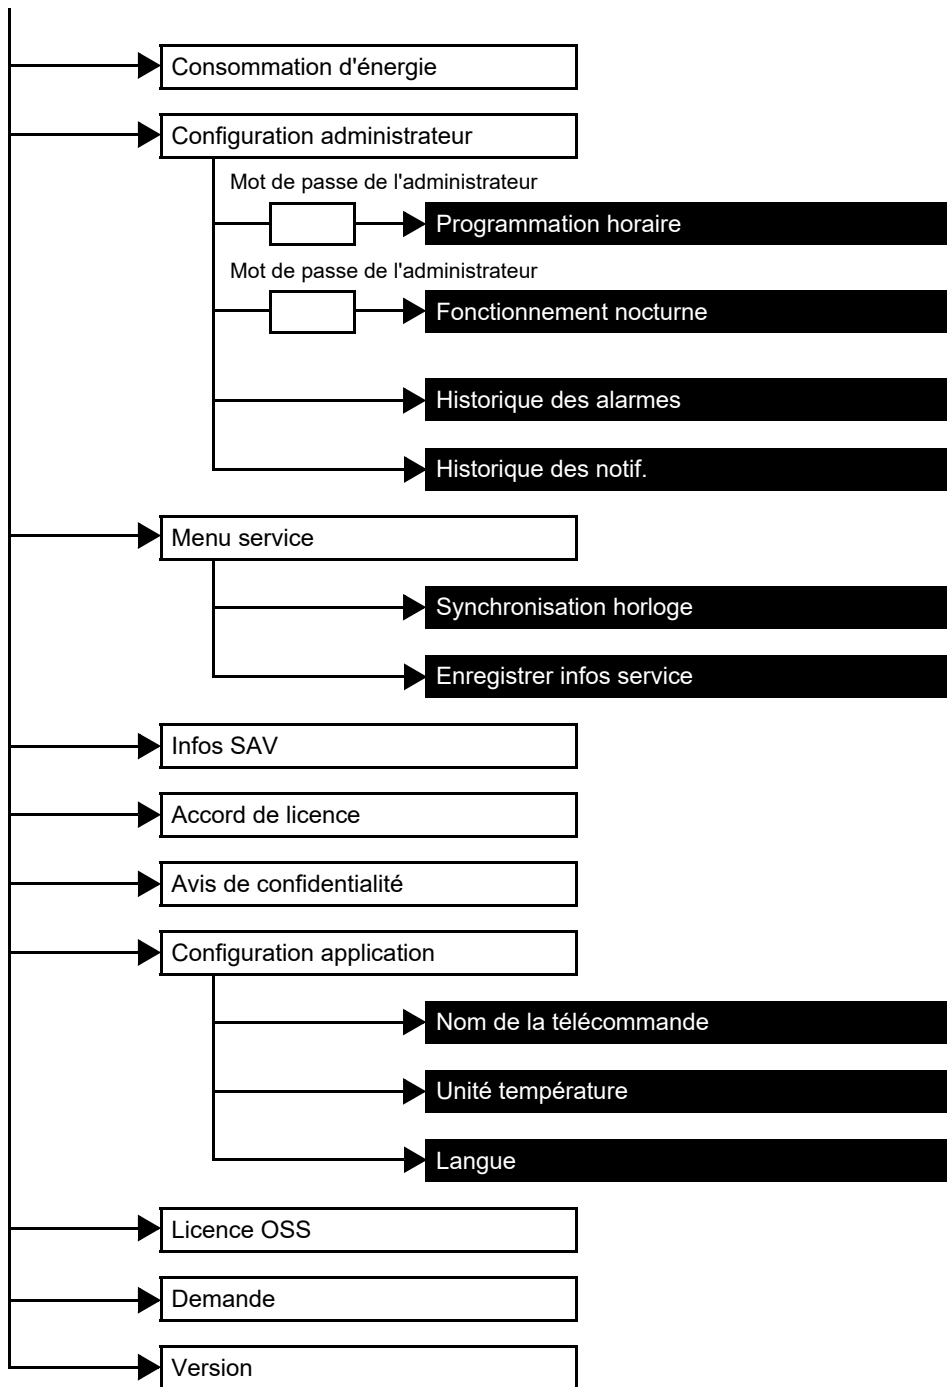 Consommation d'énergie
Configuration administrateur
Mot de passe de l'administrateur
Programmation horaire
Mot de passe de l'administrateur
Fonctionnement nocturne
Historique des alarmes
Historique des notif.
Menu service
Synchronisation horloge
Enregistrer infos service
Infos SAV
Accord de licence
Avis de confidentialité
Configuration application
Nom de la télécommande
Unité température
Langue
Licence OSS
Demande
Version